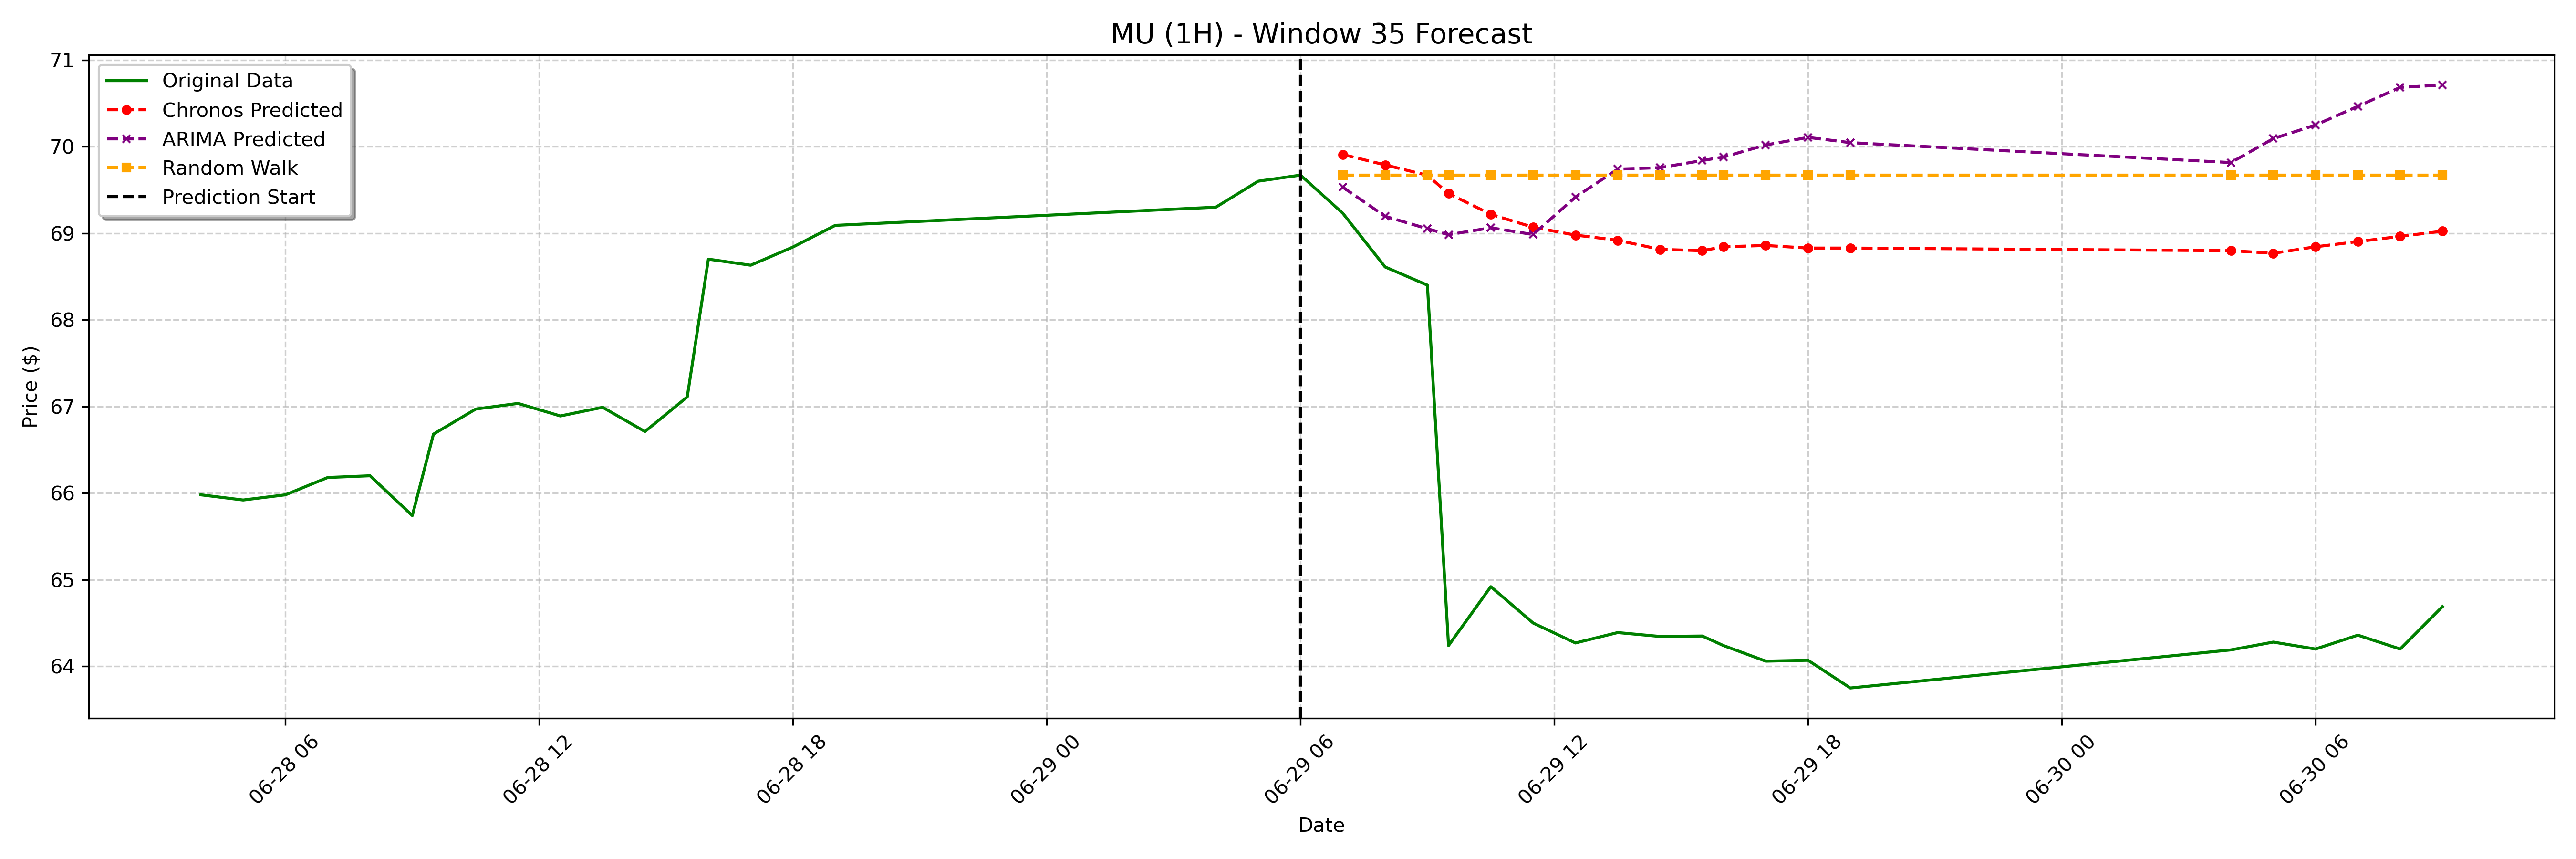 MU (1H) - Window 35 Forecast
Original Data
Chronos Predicted
ARIMA Predicted
Random Walk
Prediction Start
Price ($)
71
70
69
68
67
66
65
64
06-28 06
06-28 12
06-28 18
06-29 00
06-29 06
06-29 12
06-29 18
06-30 00
06-30 06
Date